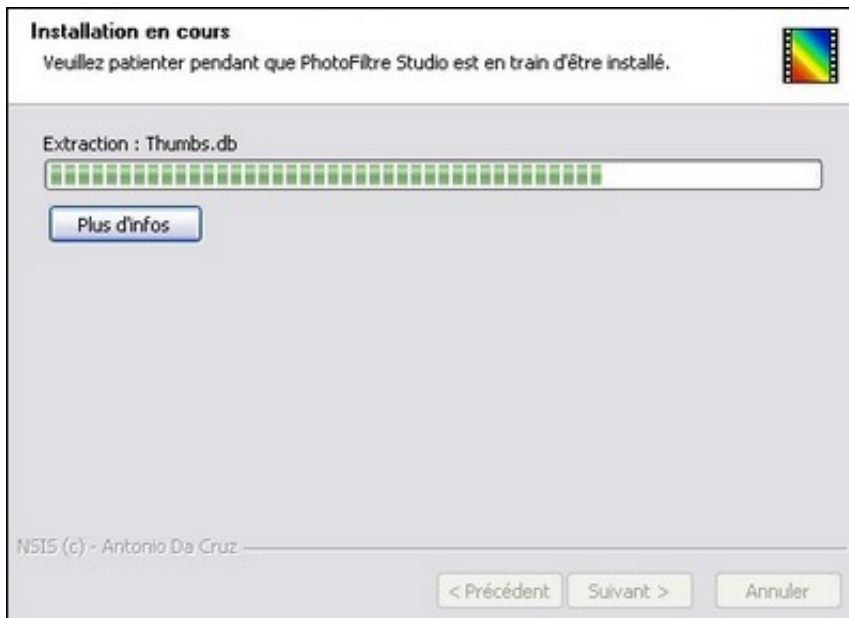 Installation en cours
Veuillez patienter pendant que PhotoFiltre Studio est en train d'être installé.
Extraction : Thumbs.db
Plus d'infos
NSIS (c) - Antonio Da Cruz
< Précédent Suivant > Annuler